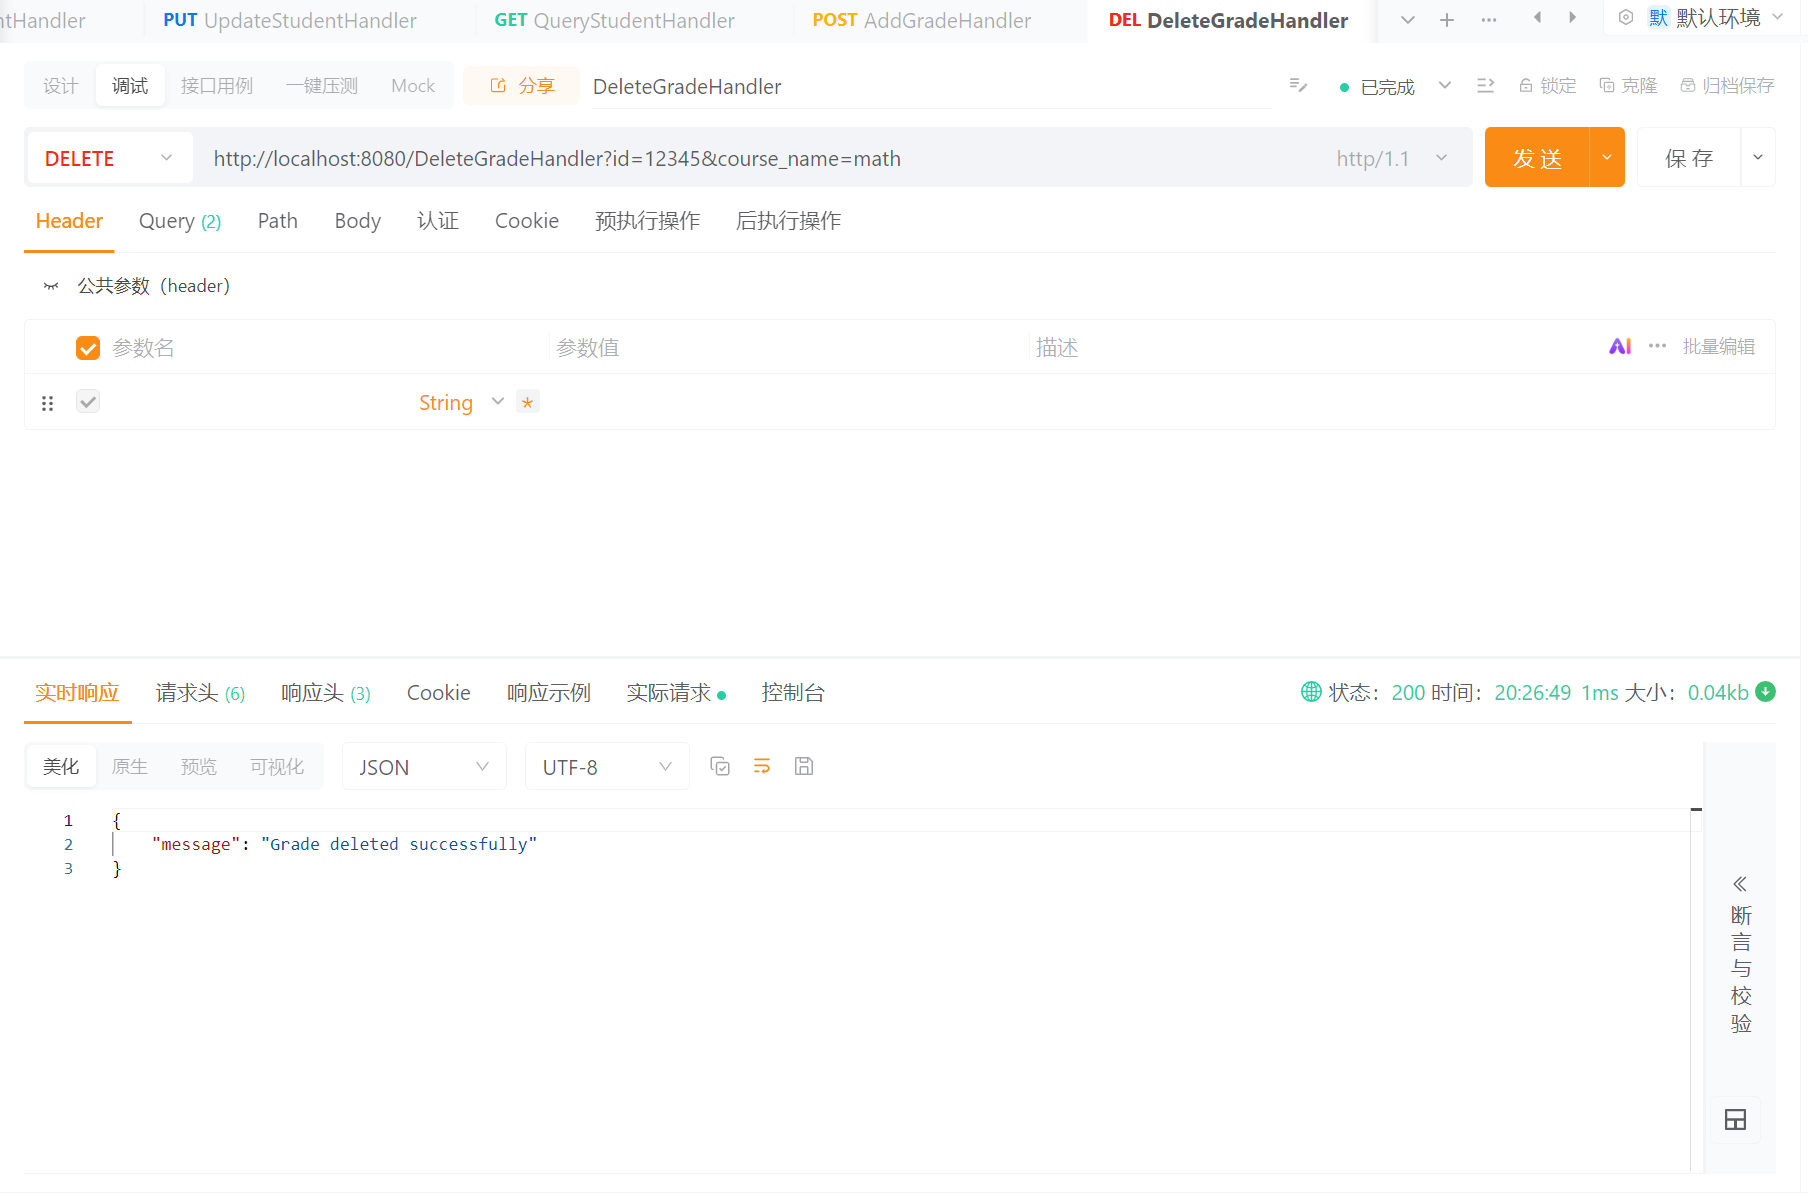 ntHandler PUT UpdateStudentHandler GET QueryStudentHandler POST AddGradeHandler DEL DeleteGradeHandler 默 默认环境
设计 调试 接口用例 一键压测 Mock 分享 DeleteGradeHandler 已完成 锁定 克隆 归档保存
DELETE http://localhost:8080/DeleteGradeHandler?id=12345&course_name=math http/1.1 发 送 保 存
Header Query (2) Path Body 认证 Cookie 预执行操作 后执行操作
公共参数（header）
参数名 参数值 描述 AI 批量编辑
String *
实时响应 请求头 (6) 响应头 (3) Cookie 响应示例 实际请求 控制台 状态： 200 时间： 20:26:49 1ms 大小： 0.04kb
美化 原生 预览 可视化 JSON UTF-8
1 {
2 "message": "Grade deleted successfully"
3 }
断言与校验